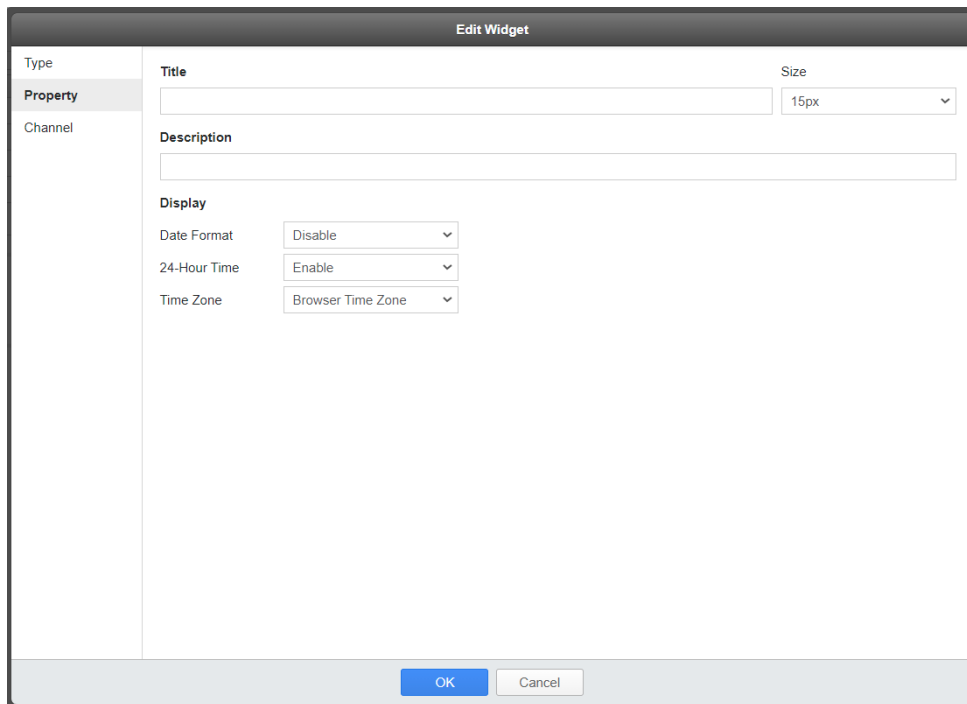 Edit Widget
Type
Property
Channel
Title
Size
15px
Description
Display
Date Format
Disable
24-Hour Time
Enable
Time Zone
Browser Time Zone
OK
Cancel